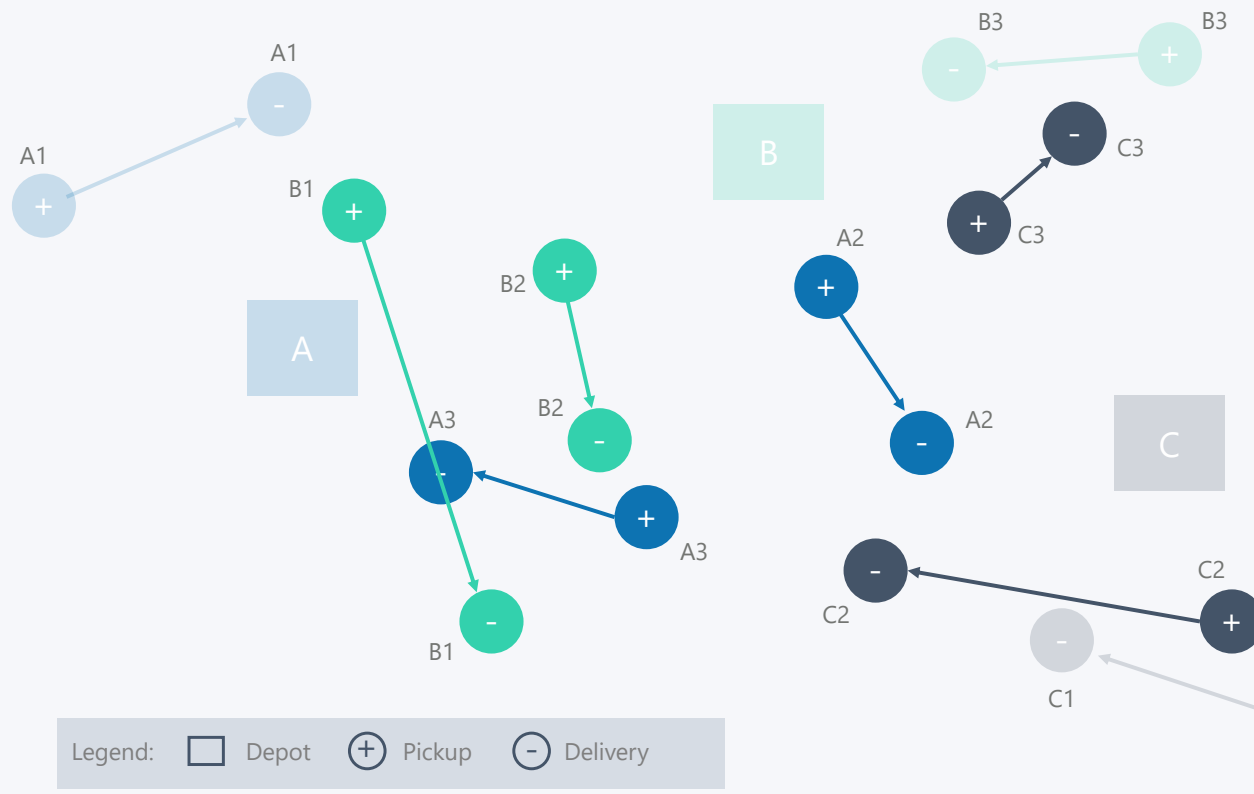 B3
B3
A1
-
+
-
B
-
C3
A1
+
B1
+
+
C3
A2
+
B2
+
A
B2
A3
-
-
A2
-
C
+
A3
-
C2
C2
+
-
B1
-
C1
Legend: Depot + Pickup - Delivery